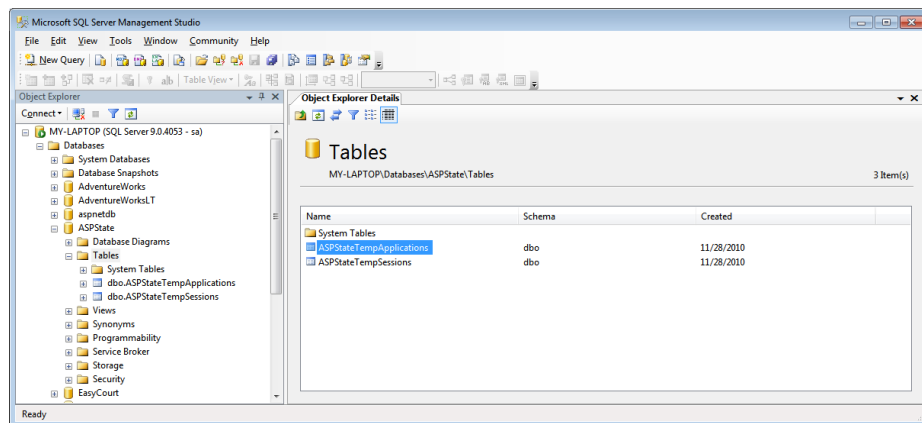 Microsoft SQL Server Management Studio
File Edit View Tools Window Community Help
New Query
Table View
Object Explorer
Connect
MY-LAPTOP (SQL Server 9.0.4053 - sa)
Databases
System Databases
Database Snapshots
AdventureWorks
AdventureWorksLT
aspnetdb
ASPState
Database Diagrams
Tables
System Tables
dbo.ASPStateTempApplications
dbo.ASPStateTempSessions
Views
Synonyms
Programmability
Service Broker
Storage
Security
EasyCourt
Object Explorer Details
Tables
MY-LAPTOP\Databases\ASPState\Tables 3 Item(s)
Name Schema Created
System Tables
ASPStateTempApplications dbo 11/28/2010
ASPStateTempSessions dbo 11/28/2010
Ready